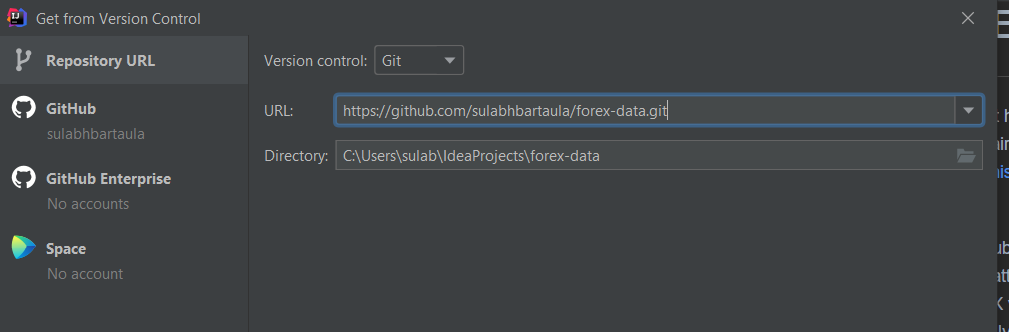 Get from Version Control
Repository URL
GitHub
sulabhbartaula
GitHub Enterprise
No accounts
Space
No account
Version control: Git
URL: https://github.com/sulabhbartaula/forex-data.git
Directory: C:\Users\sulab\IdeaProjects\forex-data